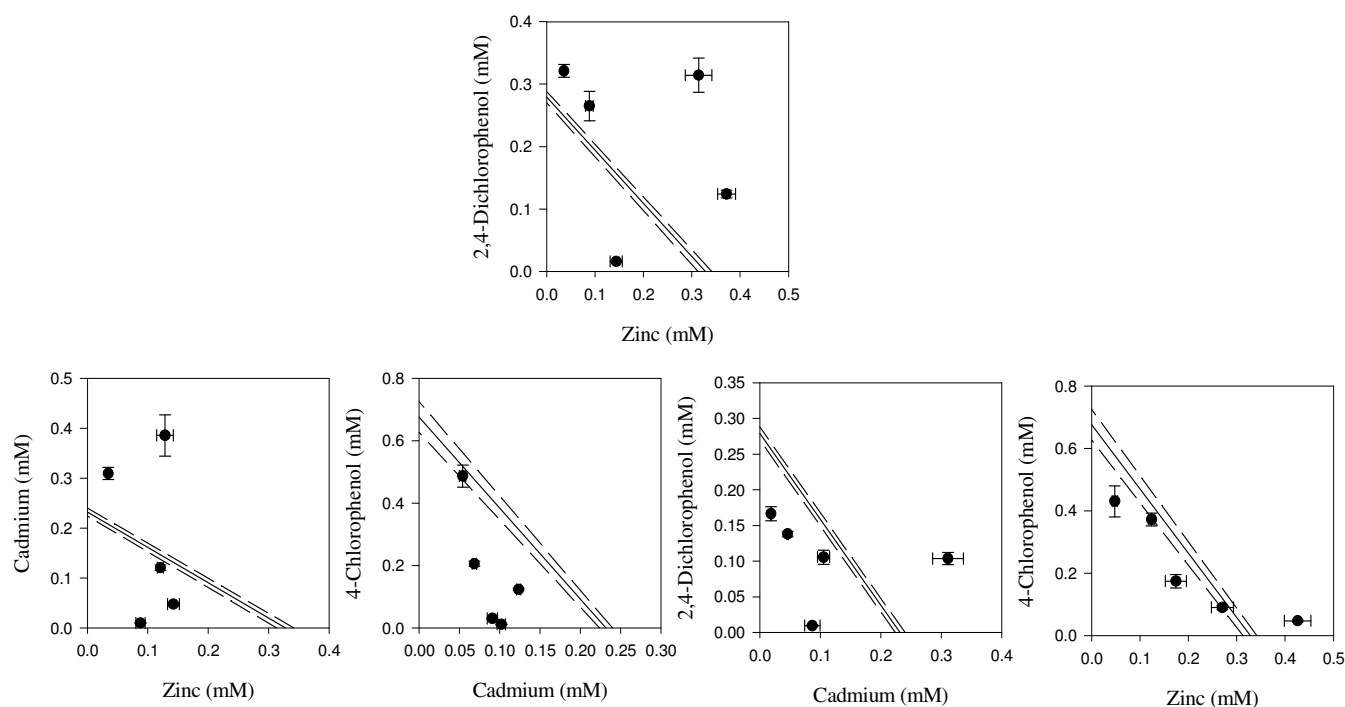 0.4
0.3
0.2
0.1
0.0
2,4-Dichlorophenol (mM)
0.0 0.1 0.2 0.3 0.4 0.5
Zinc (mM)
0.5
0.4
0.3
0.2
0.1
0.0
Cadmium (mM)
0.0 0.1 0.2 0.3 0.4
Zinc (mM)
0.8
0.6
0.4
0.2
0.0
4-Chlorophenol (mM)
0.00 0.05 0.10 0.15 0.20 0.25 0.30
Cadmium (mM)
0.35
0.30
0.25
0.20
0.15
0.10
0.05
0.00
2,4-Dichlorophenol (mM)
0.0 0.1 0.2 0.3 0.4
Cadmium (mM)
0.8
0.6
0.4
0.2
0.0
4-Chlorophenol (mM)
0.0 0.1 0.2 0.3 0.4 0.5
Zinc (mM)